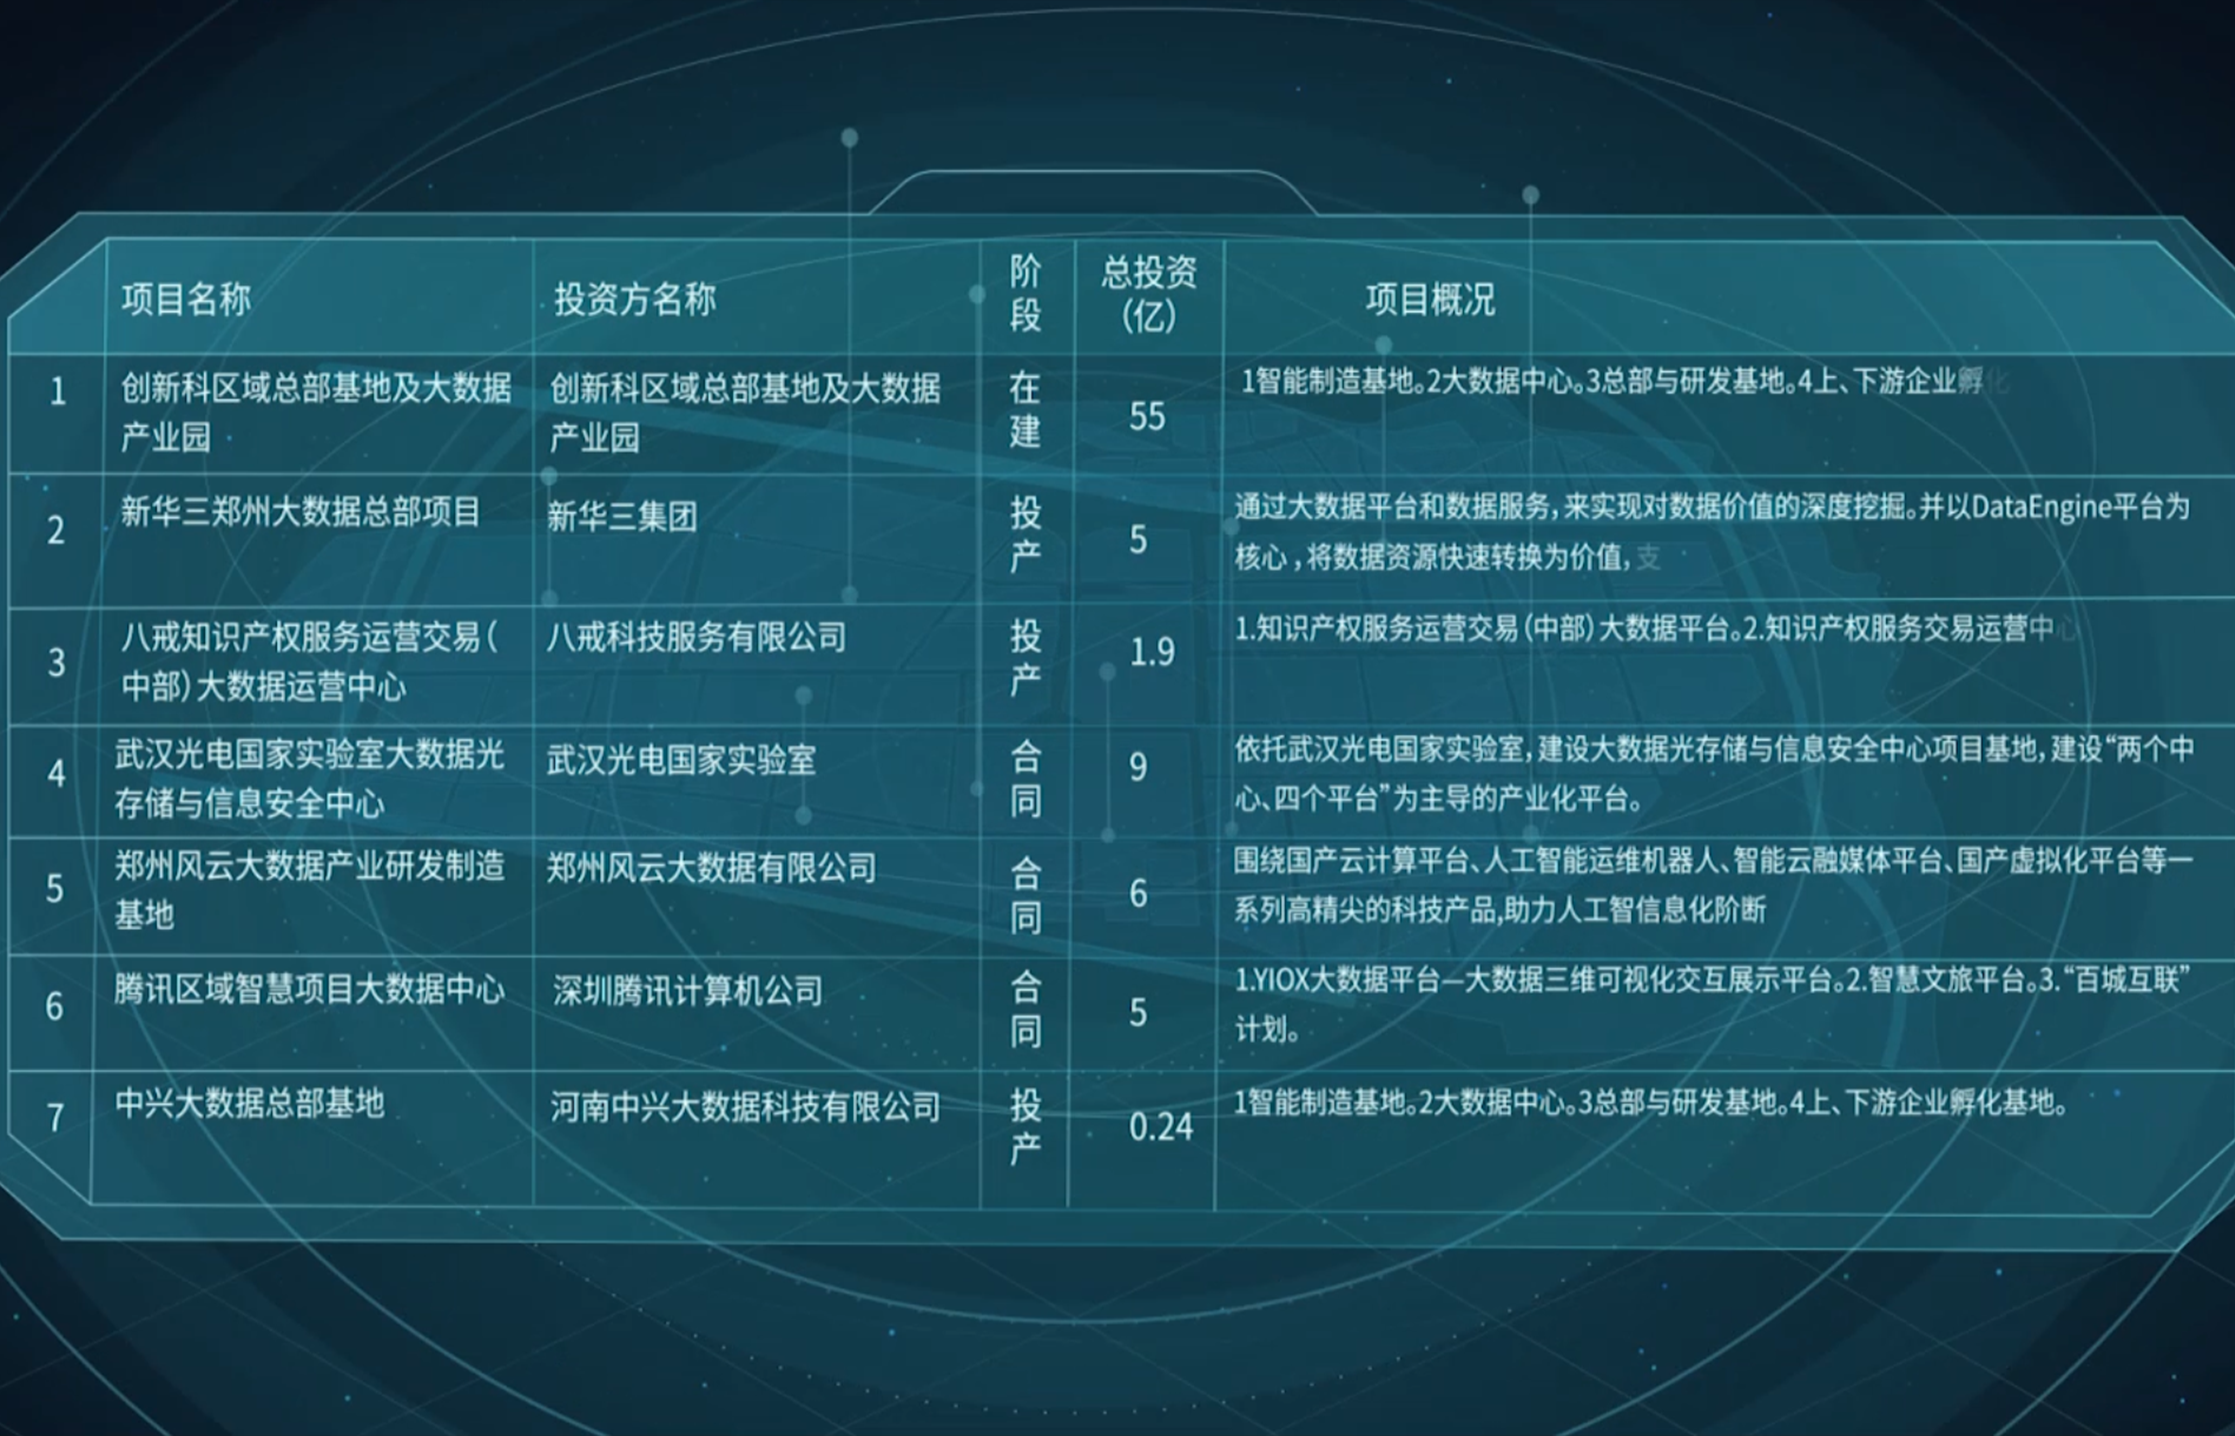 项目名称 投资方名称 阶段 总投资(亿) 项目概况
1 创新科区域总部基地及大数据 创新科区域总部基地及大数据 在建 55 1智能制造基地。2大数据中心。3总部与研发基地。4上、下游企业孵化
产业园 产业园
2 新华三郑州大数据总部项目 新华三集团 投产 5 通过大数据平台和数据服务,来实现对数据价值的深度挖掘。并以DataEngine平台为
核心,将数据资源快速转换为价值,支
3 八戒知识产权服务运营交易( 八戒科技服务有限公司 投产 1.9 1.知识产权服务运营交易(中部)大数据平台。2.知识产权服务交易运营中心
中部)大数据运营中心
4 武汉光电国家实验室大数据光 武汉光电国家实验室 合同 9 依托武汉光电国家实验室,建设大数据光存储与信息安全中心项目基地,建设“两个中
存储与信息安全中心 心、四个平台”为主导的产业化平台。
5 郑州风云大数据产业研发制造 郑州风云大数据有限公司 合同 6 围绕国产云计算平台、人工智能运维机器人、智能云融媒体平台、国产虚拟化平台等一
基地 系列高精尖的科技产品,助力人工智信息化阶断
6 腾讯区域智慧项目大数据中心 深圳腾讯计算机公司 合同 5 1.YIOX大数据平台—大数据三维可视化交互展示平台。2.智慧文旅平台。3.“百城互联”
计划。
7 中兴大数据总部基地 河南中兴大数据科技有限公司 投产 0.24 1智能制造基地。2大数据中心。3总部与研发基地。4上、下游企业孵化基地。